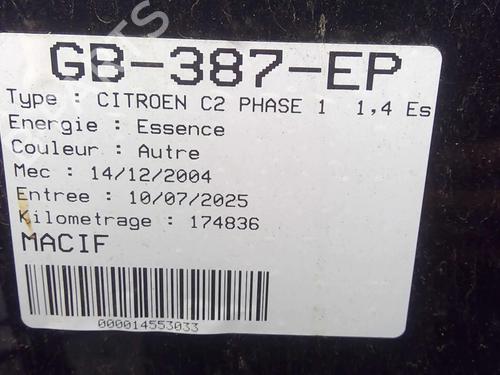 GB-387-EP
Type : CITROEN C2 PHASE 1 1,4 Es
Energie : Essence
Couleur : Autre
Mec : 14/12/2004
Entree : 10/07/2025
Kilometrage : 174836
MACIF
000014553033